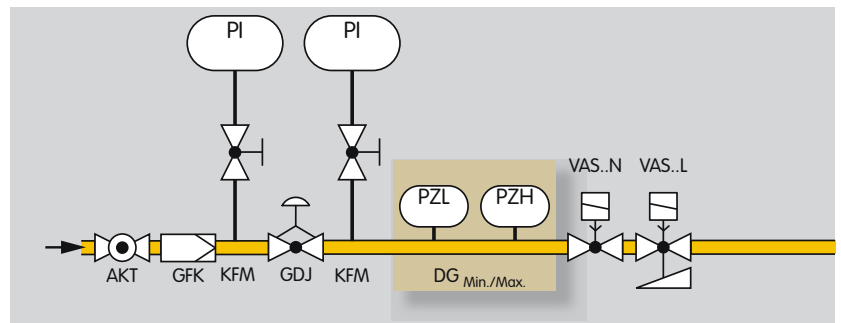 PI PI
VAS..N VAS..L
PZL PZH
AKT GFK KFM GDJ KFM DG Min./Max.